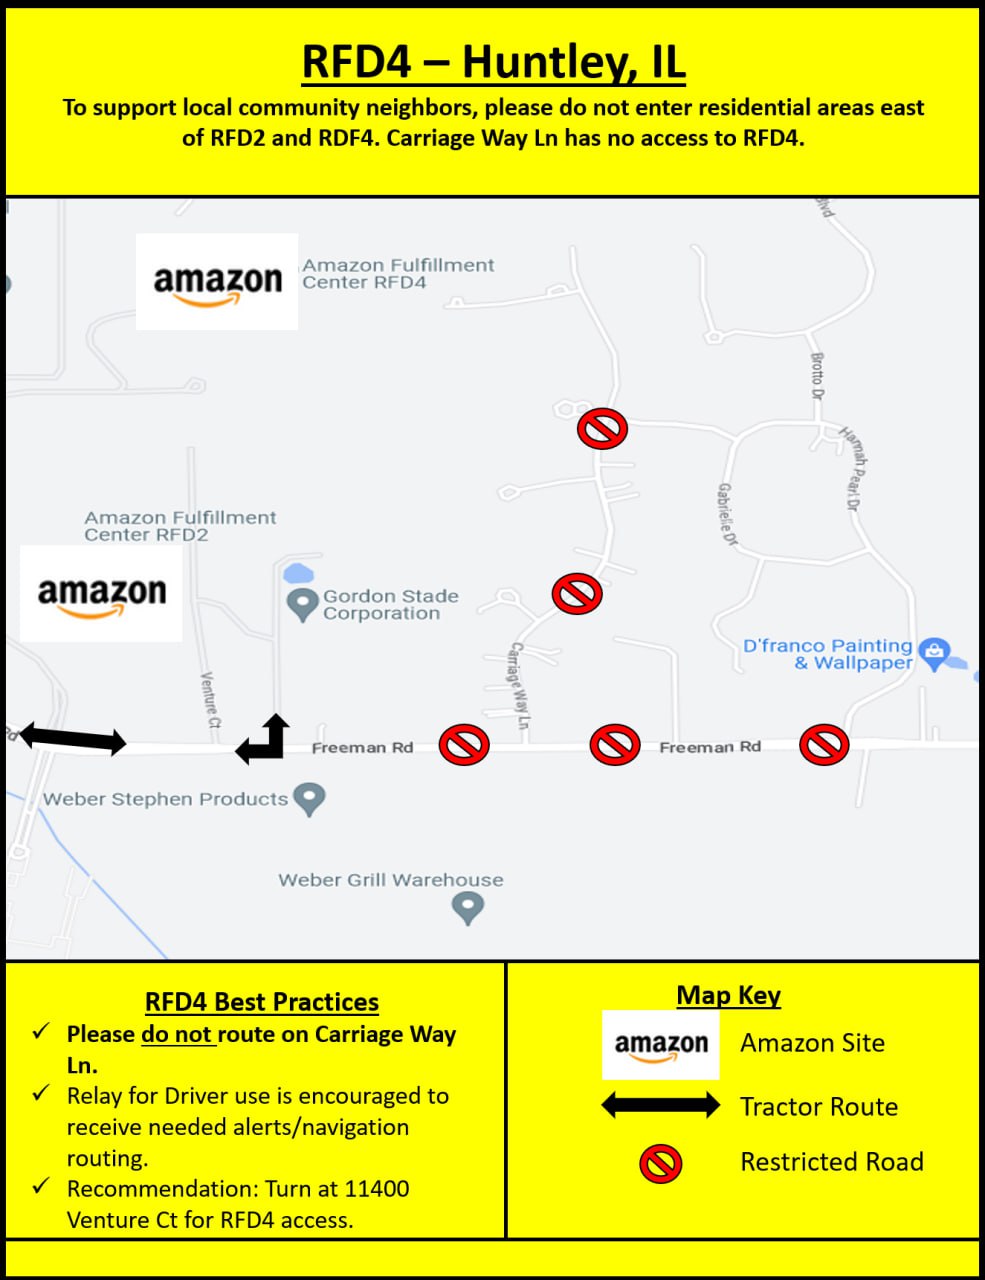 RFD4 – Huntley, IL
To support local community neighbors, please do not enter residential areas east
of RFD2 and RDF4. Carriage Way Ln has no access to RFD4.
Blvd
amazon
Amazon Fulfillment
Center RFD4
Brotto Dr
Hannah Pearl Dr
Gabrielle Dr
Amazon Fulfillment
Center RFD2
amazon
Gordon Stade
Corporation
D'franco Painting
& Wallpaper
Carriage Way Ln
Venture Ct
Freeman Rd
Freeman Rd
Weber Stephen Products
Weber Grill Warehouse
RFD4 Best Practices
✓ Please do not route on Carriage Way
Ln.
✓ Relay for Driver use is encouraged to
receive needed alerts/navigation
routing.
✓ Recommendation: Turn at 11400
Venture Ct for RFD4 access.
Map Key
amazon
Amazon Site
Tractor Route
Restricted Road